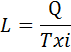 L = Q / Txi